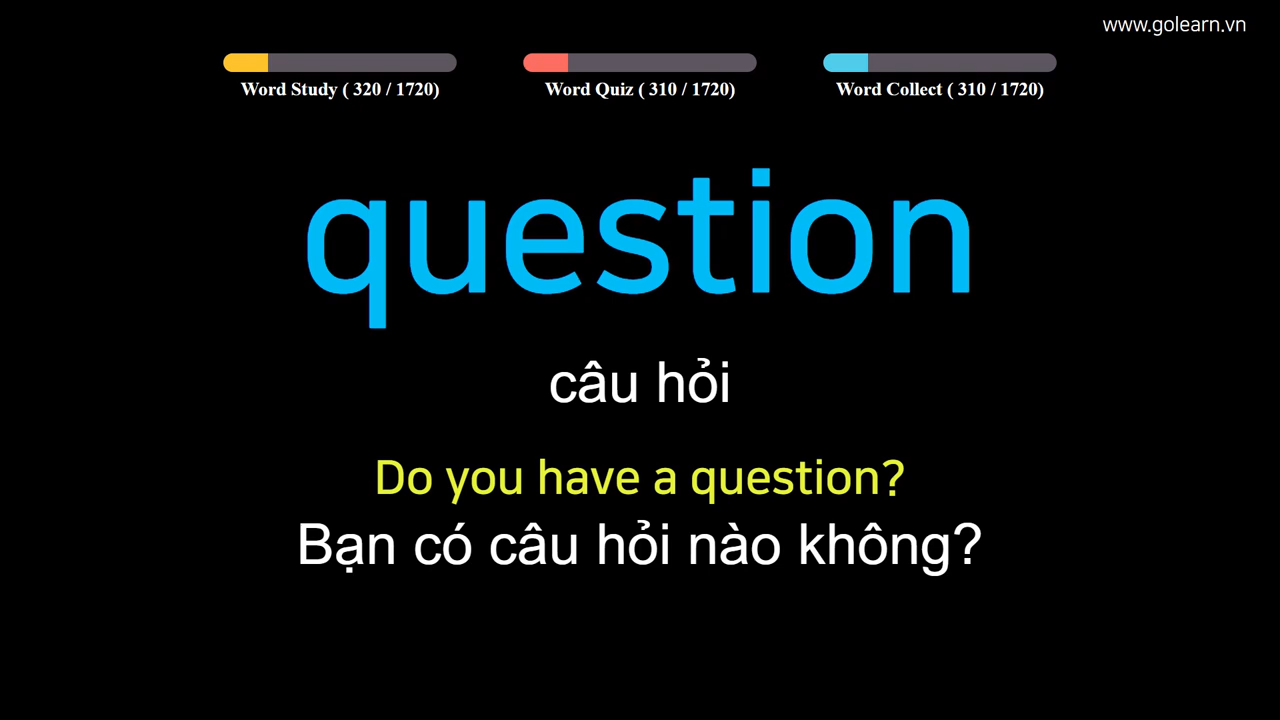 www.golearn.vn
Word Study ( 320 / 1720)
Word Quiz ( 310 / 1720)
Word Collect ( 310 / 1720)
question
câu hỏi
Do you have a question?
Bạn có câu hỏi nào không?